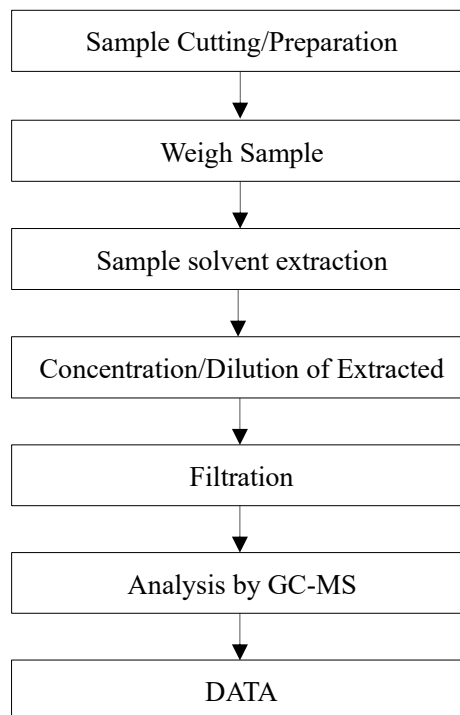 Sample Cutting/Preparation
Weigh Sample
Sample solvent extraction
Concentration/Dilution of Extracted
Filtration
Analysis by GC-MS
DATA